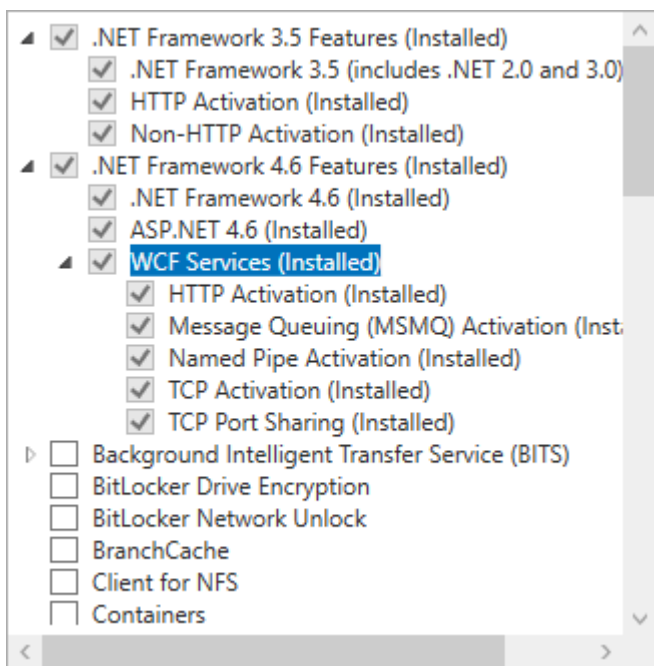 .NET Framework 3.5 Features (Installed)
.NET Framework 3.5 (includes .NET 2.0 and 3.0)
HTTP Activation (Installed)
Non-HTTP Activation (Installed)
.NET Framework 4.6 Features (Installed)
.NET Framework 4.6 (Installed)
ASP.NET 4.6 (Installed)
WCF Services (Installed)
HTTP Activation (Installed)
Message Queuing (MSMQ) Activation (Insta
Named Pipe Activation (Installed)
TCP Activation (Installed)
TCP Port Sharing (Installed)
Background Intelligent Transfer Service (BITS)
BitLocker Drive Encryption
BitLocker Network Unlock
BranchCache
Client for NFS
Containers